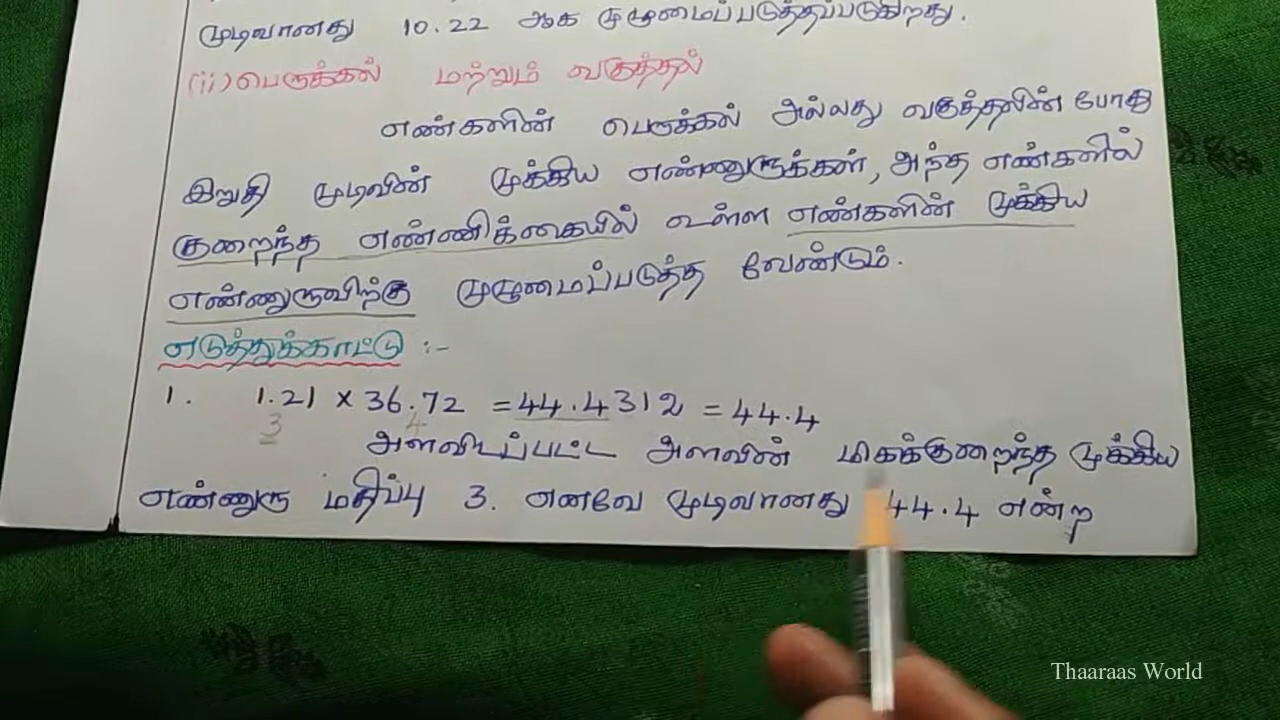 முடிவானது 10.22 ஆக முழுமைப்படுத்தப்படுகிறது.
(ii) பெருக்கல் மற்றும் வகுத்தல்
எண்களின் பெருக்கல் அல்லது வகுத்தலின் போது
இறுதி முடிவின் முக்கிய எண்ணுருக்கள், அந்த எண்களில்
குறைந்த எண்ணிக்கையில் உள்ள எண்களின் முக்கிய
எண்ணுருவிற்கு முழுமைப்படுத்த வேண்டும்.
எடுத்துக்காட்டு :-
1. 1.21 x 36.72 = 44.4312 = 44.4
3 4
அளவிடப்பட்ட அளவின் மிகக்குறைந்த முக்கிய
எண்ணுரு மதிப்பு 3. எனவே முடிவானது 44.4 என்ற
Thaaraas World